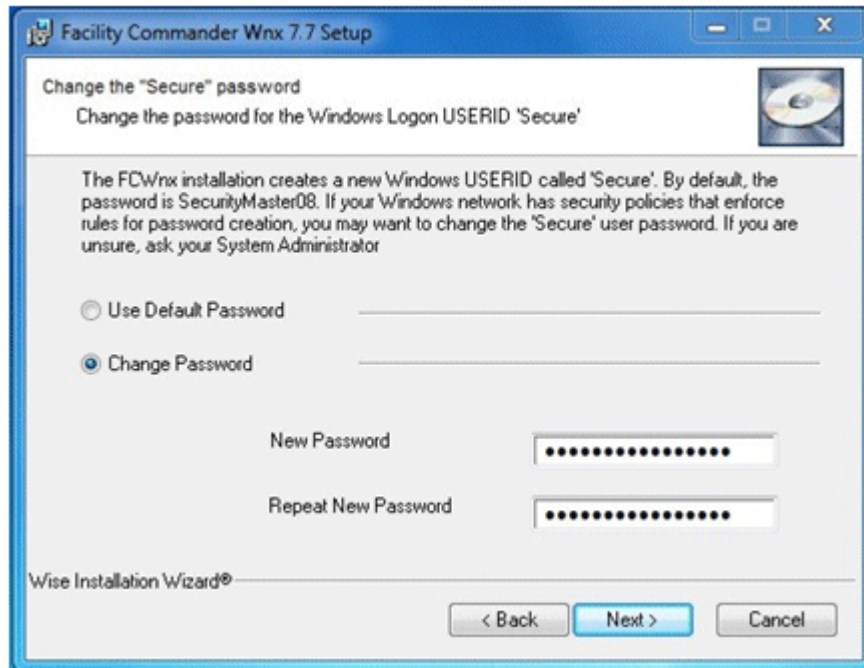 Facility Commander Wnx 7.7 Setup
Change the "Secure" password
Change the password for the Windows Logon USERID 'Secure'
The FCWnx installation creates a new Windows USERID called 'Secure'. By default, the
password is SecurityMaster08. If your Windows network has security policies that enforce
rules for password creation, you may want to change the 'Secure' user password. If you are
unsure, ask your System Administrator
Use Default Password
Change Password
New Password
••••••••••••••••
Repeat New Password
••••••••••••••••
Wise Installation Wizard®
< Back
Next >
Cancel